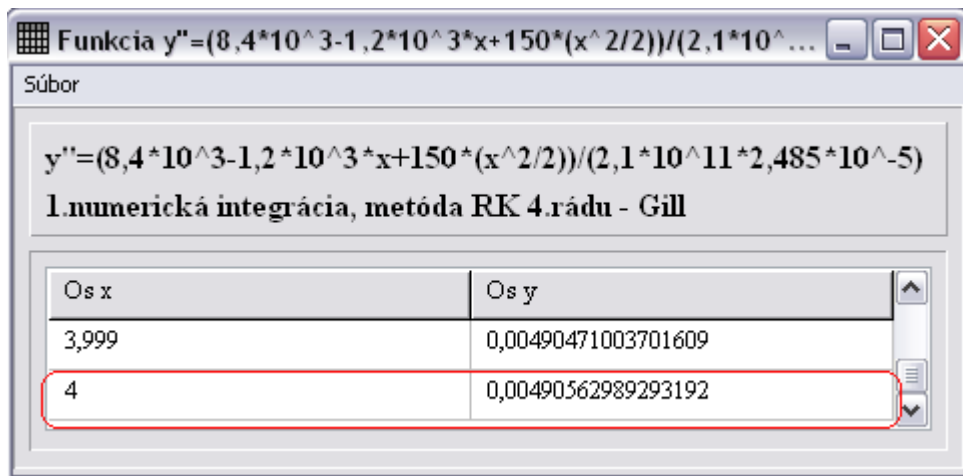 Funkcia y"=(8,4*10^3-1,2*10^3*x+150*(x^2/2))/(2,1*10^...
Súbor
y"=(8,4*10^3-1,2*10^3*x+150*(x^2/2))/(2,1*10^11*2,485*10^-5)
1.numerická integrácia, metóda RK 4.rádu - Gill
Os x Os y
3,999 0,00490471003701609
4 0,00490562989293192